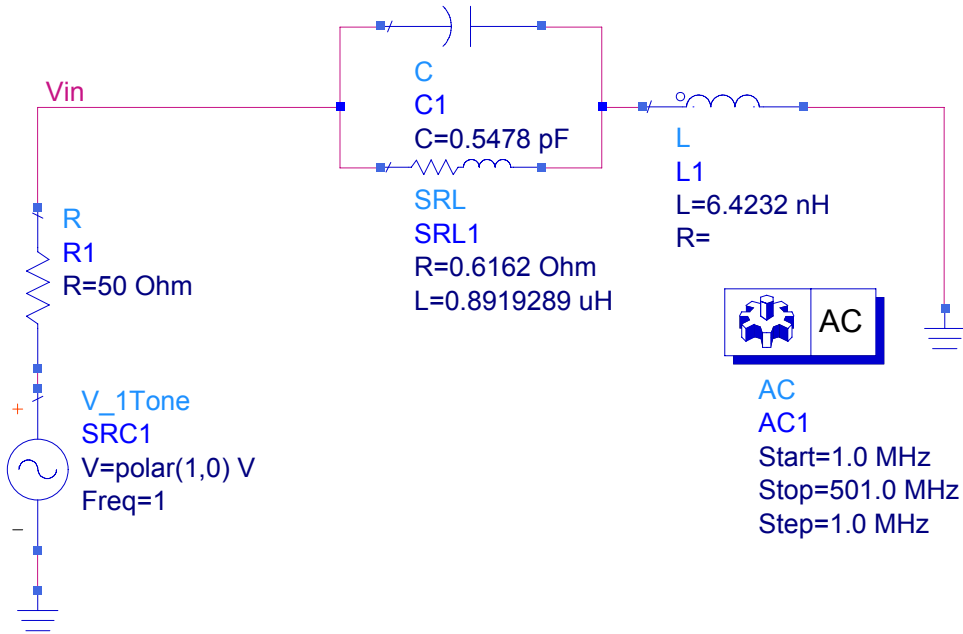 Vin
C
C1
C=0.5478 pF
SRL
SRL1
R=0.6162 Ohm
L=0.8919289 uH
L
L1
L=6.4232 nH
R=
R
R1
R=50 Ohm
+
V_1Tone
SRC1
V=polar(1,0) V
Freq=1
−
AC
AC
AC1
Start=1.0 MHz
Stop=501.0 MHz
Step=1.0 MHz